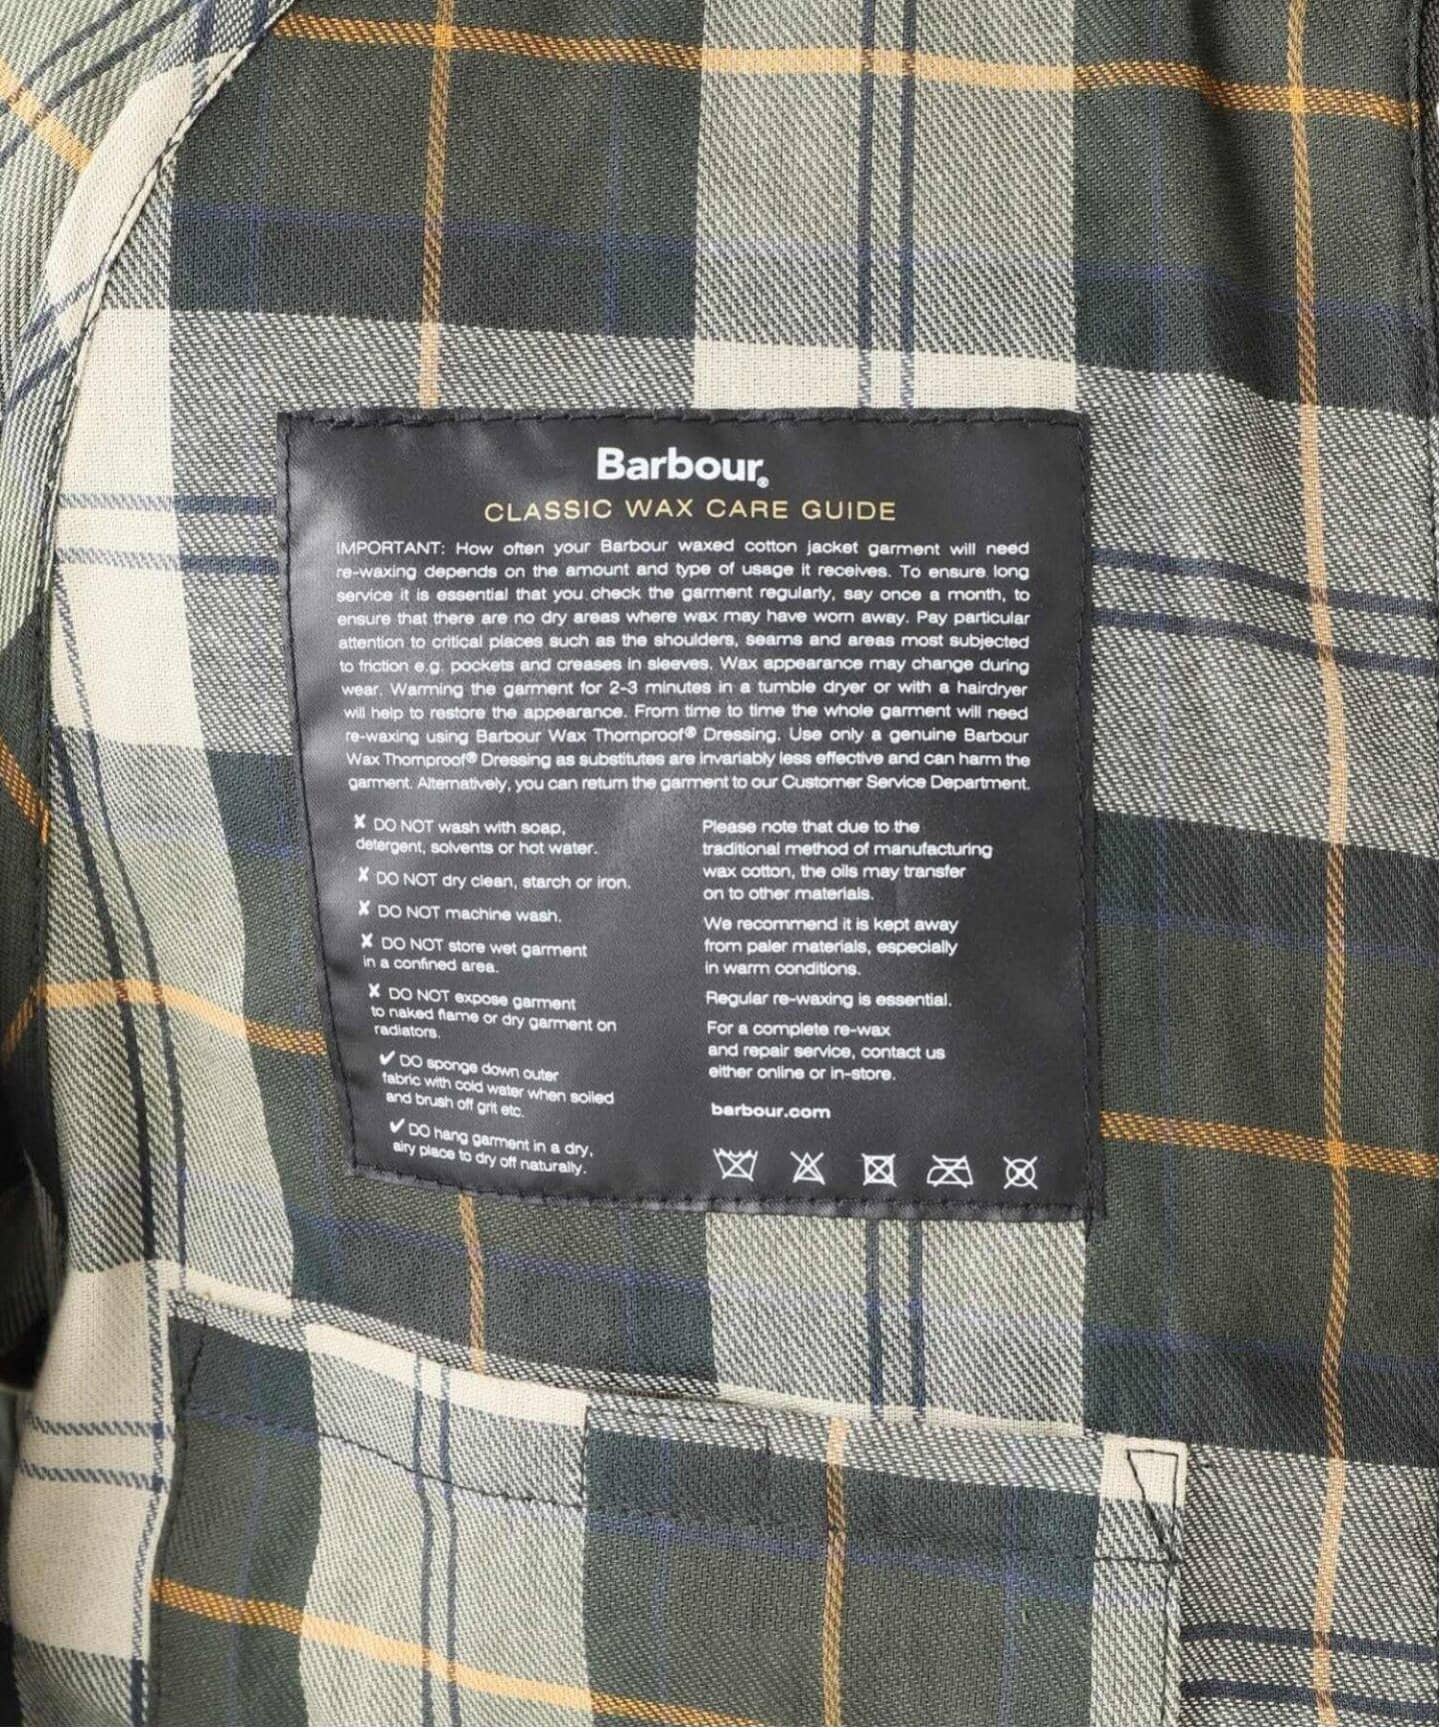 Barbour®
CLASSIC WAX CARE GUIDE
IMPORTANT: How often your Barbour waxed cotton jacket garment will need
re-waxing depends on the amount and type of usage it receives. To ensure long
service it is essential that you check the garment regularly, say once a month, to
ensure that there are no dry areas where wax may have worn away. Pay particular
attention to critical places such as the shoulders, seams and areas most subjected
to friction e.g. pockets and creases in sleeves. Wax appearance may change during
wear. Warming the garment for 2-3 minutes in a tumble dryer or with a hairdryer
will help to restore the appearance. From time to time the whole garment will need
re-waxing using Barbour Wax Thornproof® Dressing. Use only a genuine Barbour
Wax Thornproof® Dressing as substitutes are invariably less effective and can harm the
garment. Alternatively, you can return the garment to our Customer Service Department.
✘ DO NOT wash with soap,
detergent, solvents or hot water.
✘ DO NOT dry clean, starch or iron.
✘ DO NOT machine wash.
✘ DO NOT store wet garment
in a confined area.
✘ DO NOT expose garment
to naked flame or dry garment on
radiators.
✔ DO sponge down outer
fabric with cold water when soiled
and brush off grit etc.
✔ DO hang garment in a dry,
airy place to dry off naturally.
Please note that due to the
traditional method of manufacturing
wax cotton, the oils may transfer
on to other materials.
We recommend it is kept away
from paler materials, especially
in warm conditions.
Regular re-waxing is essential.
For a complete re-wax
and repair service, contact us
either online or in-store.
barbour.com